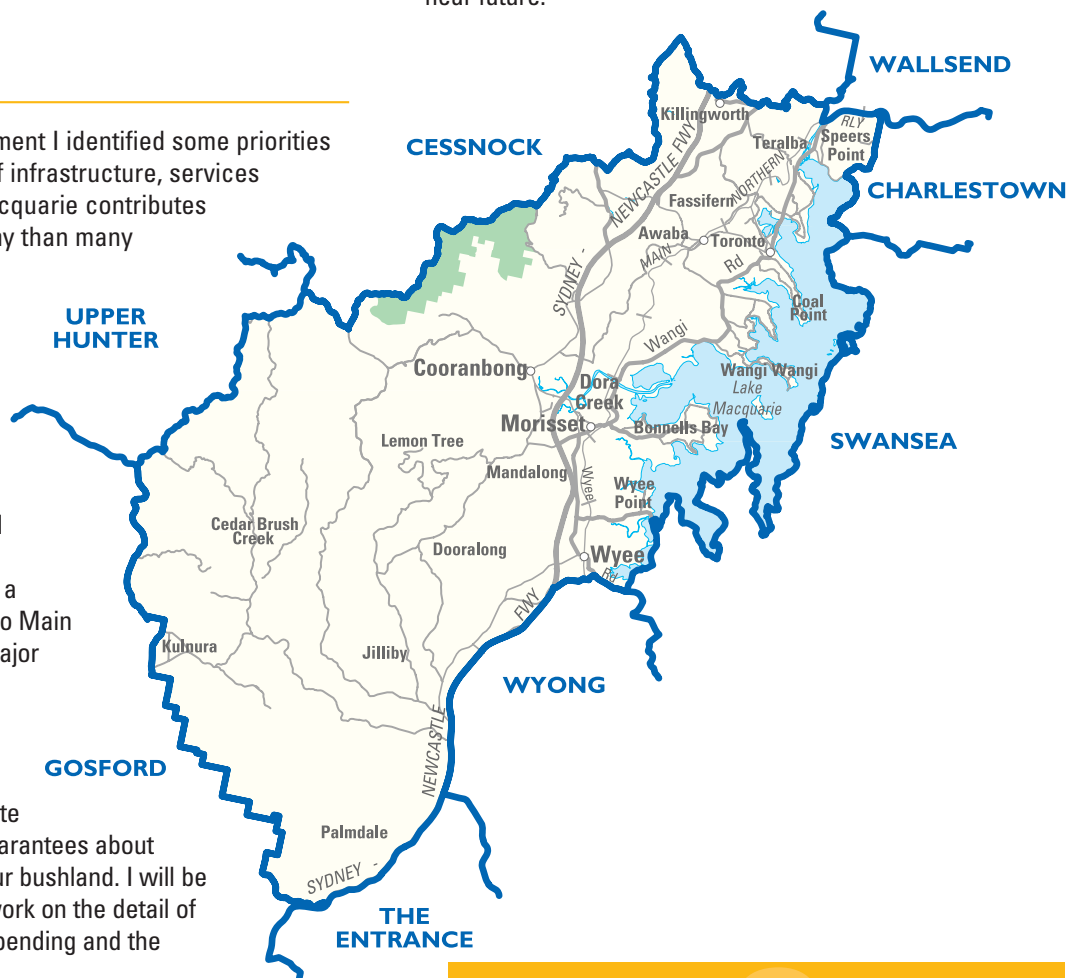 near future.
ment I identified some priorities
f infrastructure, services
acquarie contributes
ny than many
a
o Main
ajor
te
arantees about
ur bushland. I will be
work on the detail of
pending and the
WALLSEND
CESSNOCK
CHARLESTOWN
UPPER
HUNTER
SWANSEA
WYONG
GOSFORD
THE
ENTRANCE
Killingworth
RLY
Teralba
Speers
Point
NORTHERN
NEWCASTLE FWY
Fassifern
Awaba
Toronto
MAIN
Rd
SYDNEY -
Coal
Point
Wangi
Cooranbong
Wangi Wangi
Dora
Creek
Lake
Macquarie
Morisset
Bonnells Bay
Lemon Tree
Mandalong
Wyee
Wyee
Point
Cedar Brush
Creek
Dooralong
Wyee
Rd
FWY
Kulnura
Jilliby
NEWCASTLE
Palmdale
SYDNEY -